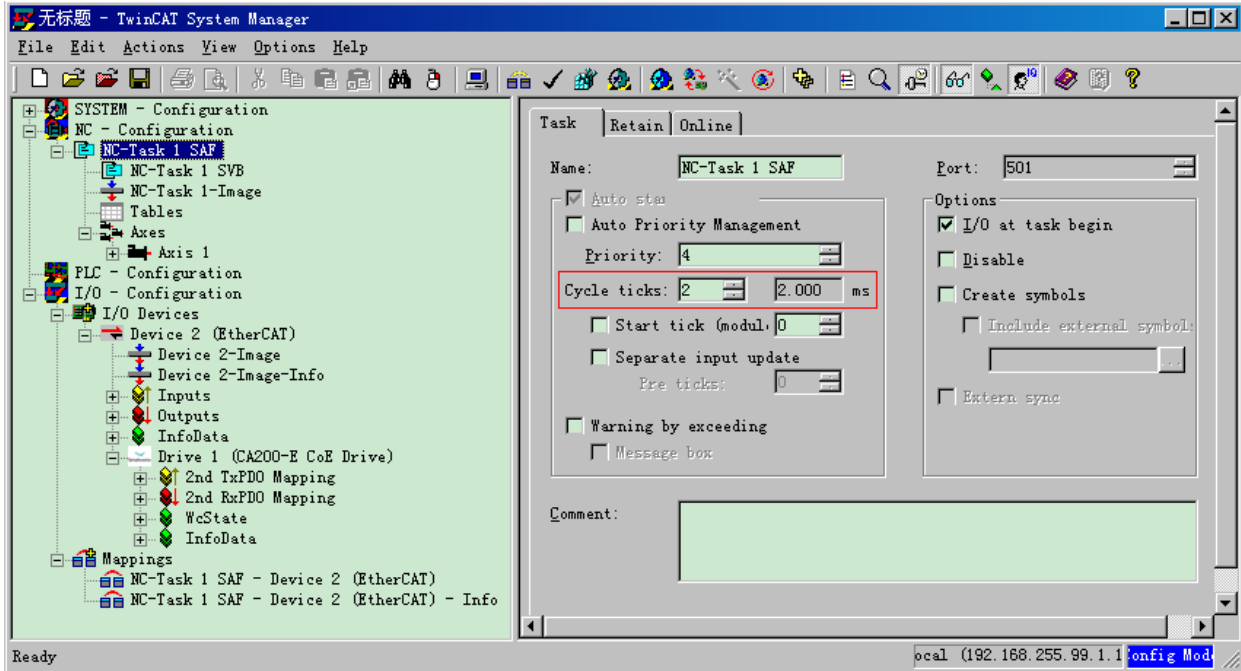 无标题 - TwinCAT System Manager
File Edit Actions View Options Help
SYSTEM - Configuration
NC - Configuration
NC-Task 1 SAF
NC-Task 1 SVB
NC-Task 1-Image
Tables
Axes
Axis 1
PLC - Configuration
I/O - Configuration
I/O Devices
Device 2 (EtherCAT)
Device 2-Image
Device 2-Image-Info
Inputs
Outputs
InfoData
Drive 1 (CA200-E CoE Drive)
2nd TxPDO Mapping
2nd RxPDO Mapping
WcState
InfoData
Mappings
NC-Task 1 SAF - Device 2 (EtherCAT)
NC-Task 1 SAF - Device 2 (EtherCAT) - Info
Task Retain Online
Name: NC-Task 1 SAF
Port: 501
Auto star
Auto Priority Management
Priority: 4
Cycle ticks: 2 2.000 ms
Start tick (modul 0
Separate input update
Pre ticks: 0
Warning by exceeding
Message box
Options
I/O at task begin
Disable
Create symbols
Include external symbol
...
Extern sync
Comment:
Ready
ocal (192.168.255.99.1.1 onfig Mod